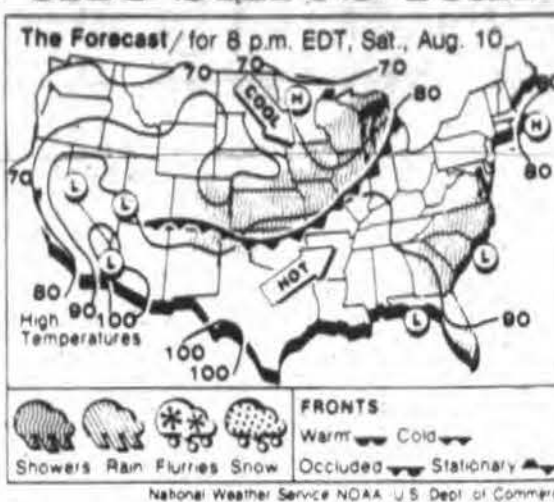 The Forecast/ for 8 p.m. EDT, Sat., Aug. 10
70 70 70
COOL
H
80
H
80
70
L
L
L
HOT
L
L
80
90
100
High
Temperatures
100
100
90
Showers Rain Flurries Snow
FRONTS:
Warm Cold
Occluded Stationary
National Weather Service NOAA U S Dept of